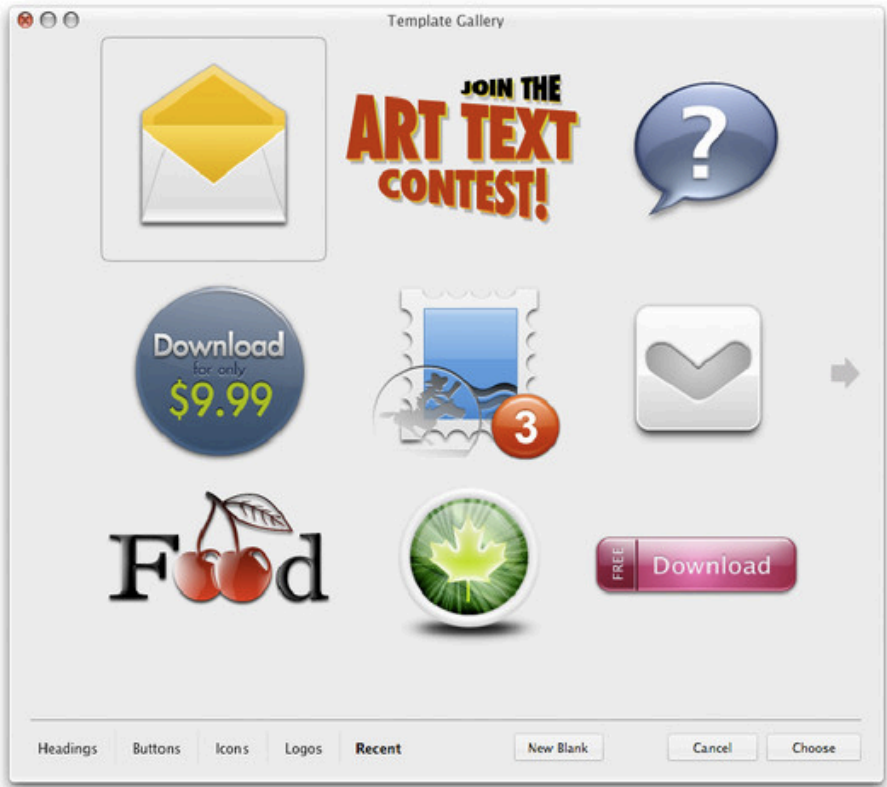 Template Gallery
JOIN THE
ART TEXT
CONTEST!
?
Download
for only
$9.99
3
Food
FREE
Download
Headings
Buttons
Icons
Logos
Recent
New Blank
Cancel
Choose